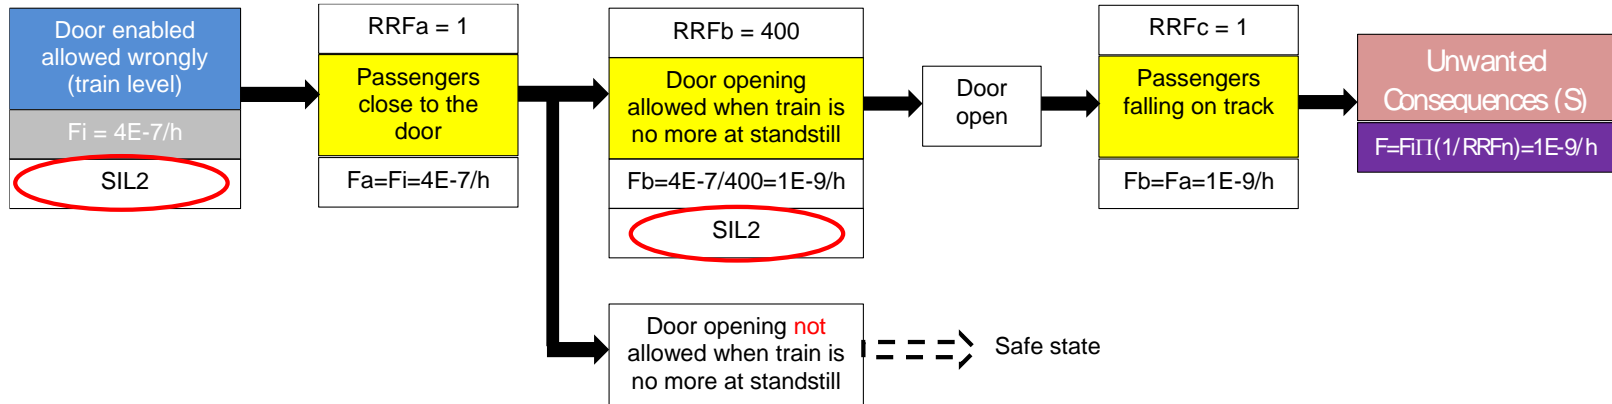 Door enabled
allowed wrongly
(train level)
Fi = 4E-7/h
SIL2
RRFa = 1
Passengers
close to the
door
Fa=Fi=4E-7/h
RRFb = 400
Door opening
allowed when train is
no more at standstill
Fb=4E-7/400=1E-9/h
SIL2
Door opening not
allowed when train is
no more at standstill
Safe state
Door
open
RRFc = 1
Passengers
falling on track
Fb=Fa=1E-9/h
Unwanted
Consequences (S)
F=FiΠ(1/RRFn)=1E-9/h